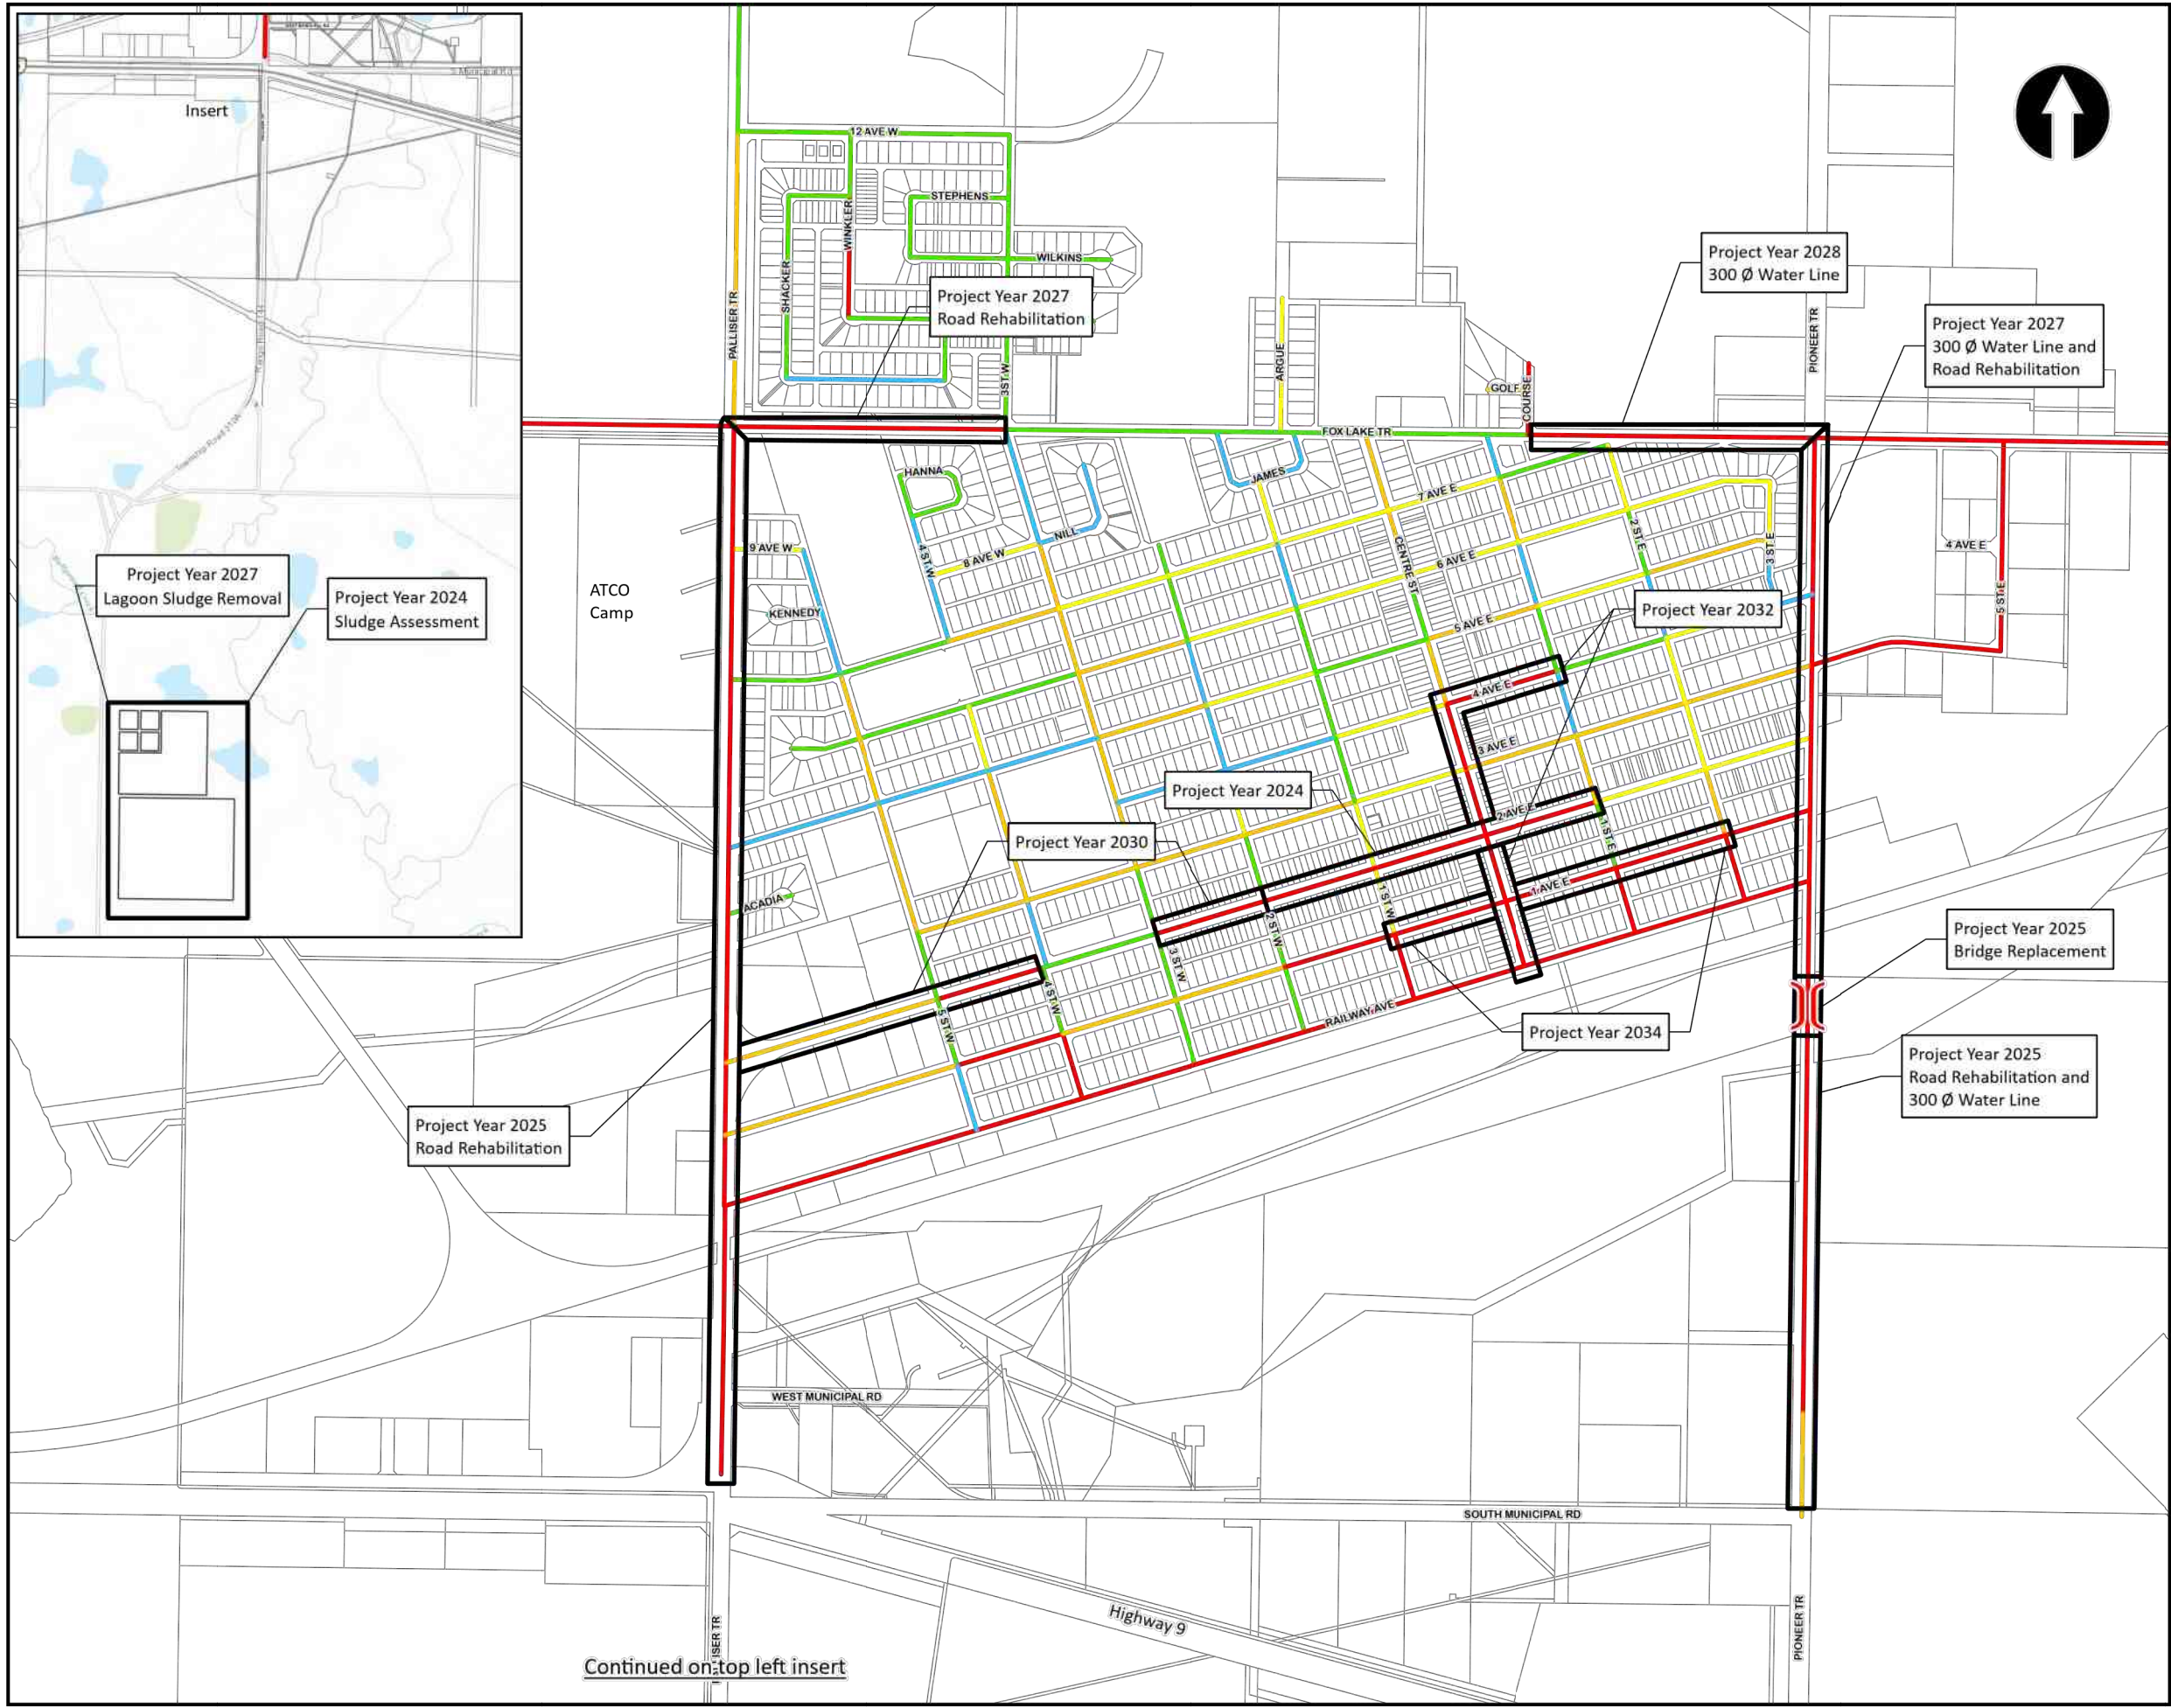 S Municipal Rd
Insert
Township Road 310A
Project Year 2027
Lagoon Sludge Removal
Project Year 2024
Sludge Assessment
12 AVE W
STEPHENS
WINKLER
WILKINS
SHACKER
PALLISER TR
Project Year 2027
Road Rehabilitation
3 ST W
ARGUE
GOLF
COURSE
FOX LAKE TR
Project Year 2028
300 Ø Water Line
PIONEER TR
Project Year 2027
300 Ø Water Line and
Road Rehabilitation
HANNA
JAMES
7 AVE E
NILL
9 AVE W
4 ST W
8 AVE W
CENTRE ST
6 AVE E
2 ST E
3 ST E
4 AVE E
5 ST E
ATCO
Camp
KENNEDY
5 AVE E
Project Year 2032
4 AVE E
3 AVE E
Project Year 2024
2 AVE E
1 ST E
Project Year 2030
ACADIA
1 AVE E
1 ST W
2 ST W
3 ST W
4 ST W
5 ST W
RAILWAY AVE
Project Year 2034
Project Year 2025
Bridge Replacement
Project Year 2025
Road Rehabilitation and
300 Ø Water Line
Project Year 2025
Road Rehabilitation
WEST MUNICIPAL RD
SOUTH MUNICIPAL RD
Highway 9
PIONEER TR
Continued on top left insert